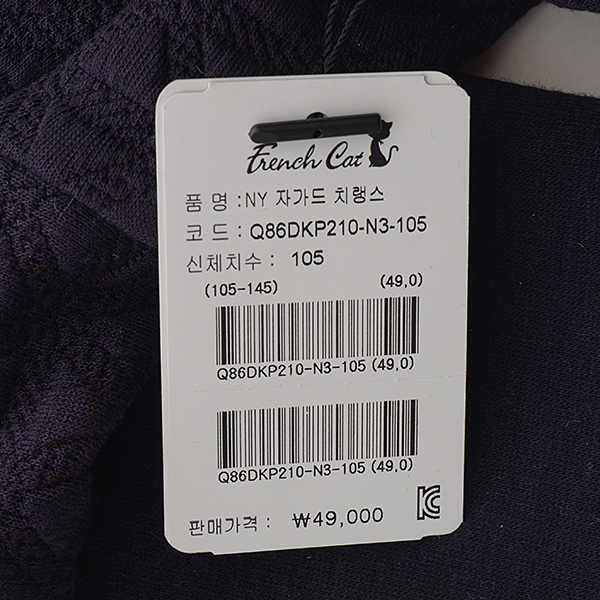 French Cat
품 명 : NY 자가드 치랭스
코 드 : Q86DKP210-N3-105
신체치수 : 105
(105-145) (49,0)
Q86DKP210-N3-105 (49,0)
Q86DKP210-N3-105 (49,0)
판매가격 : ₩49,000